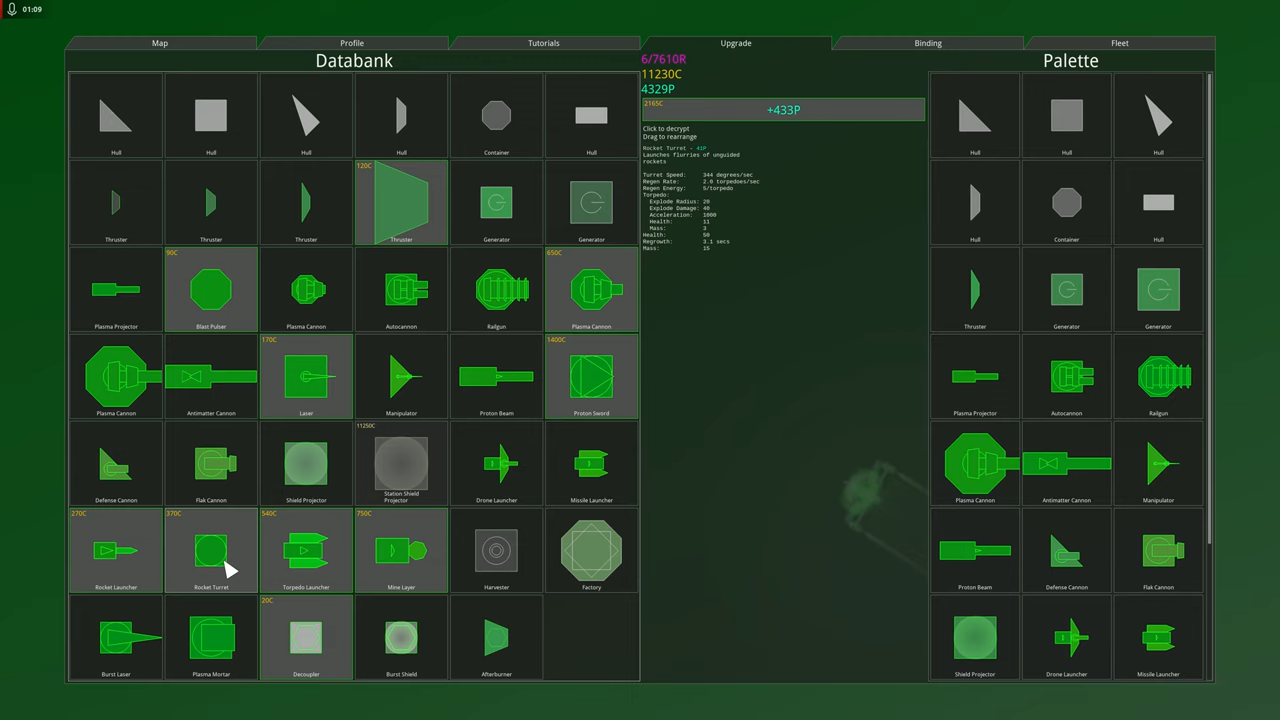 01:09
Map
Profile
Tutorials
Upgrade
Binding
Fleet
Databank
6/7610R
11230C
4329P
2165C
+433P
Click to decrypt
Drag to rearrange
Rocket Turret - 41P
Launches flurries of unguided
rockets
Turret Speed: 344 degrees/sec
Regen Rate: 2.0 torpedoes/sec
Regen Energy: 5/torpedo
Torpedo:
Explode Radius: 20
Explode Damage: 40
Acceleration: 1000
Health: 11
Mass: 3
Health: 50
Regrowth: 3.1 secs
Mass: 15
Hull
Hull
Hull
Hull
Container
Hull
120C
Thruster
Thruster
Thruster
Thruster
Generator
Generator
90C
650C
Plasma Projector
Blast Pulser
Plasma Cannon
Autocannon
Railgun
Plasma Cannon
170C
1400C
Plasma Cannon
Antimatter Cannon
Laser
Manipulator
Proton Beam
Proton Sword
11250C
Defense Cannon
Flak Cannon
Shield Projector
Station Shield
Projector
Drone Launcher
Missile Launcher
270C
370C
540C
750C
Rocket Launcher
Rocket Turret
Torpedo Launcher
Mine Layer
Harvester
Factory
20C
Burst Laser
Plasma Mortar
Decoupler
Burst Shield
Afterburner
Palette
Hull
Hull
Hull
Hull
Container
Hull
Thruster
Generator
Generator
Plasma Projector
Autocannon
Railgun
Plasma Cannon
Antimatter Cannon
Manipulator
Proton Beam
Defense Cannon
Flak Cannon
Shield Projector
Drone Launcher
Missile Launcher